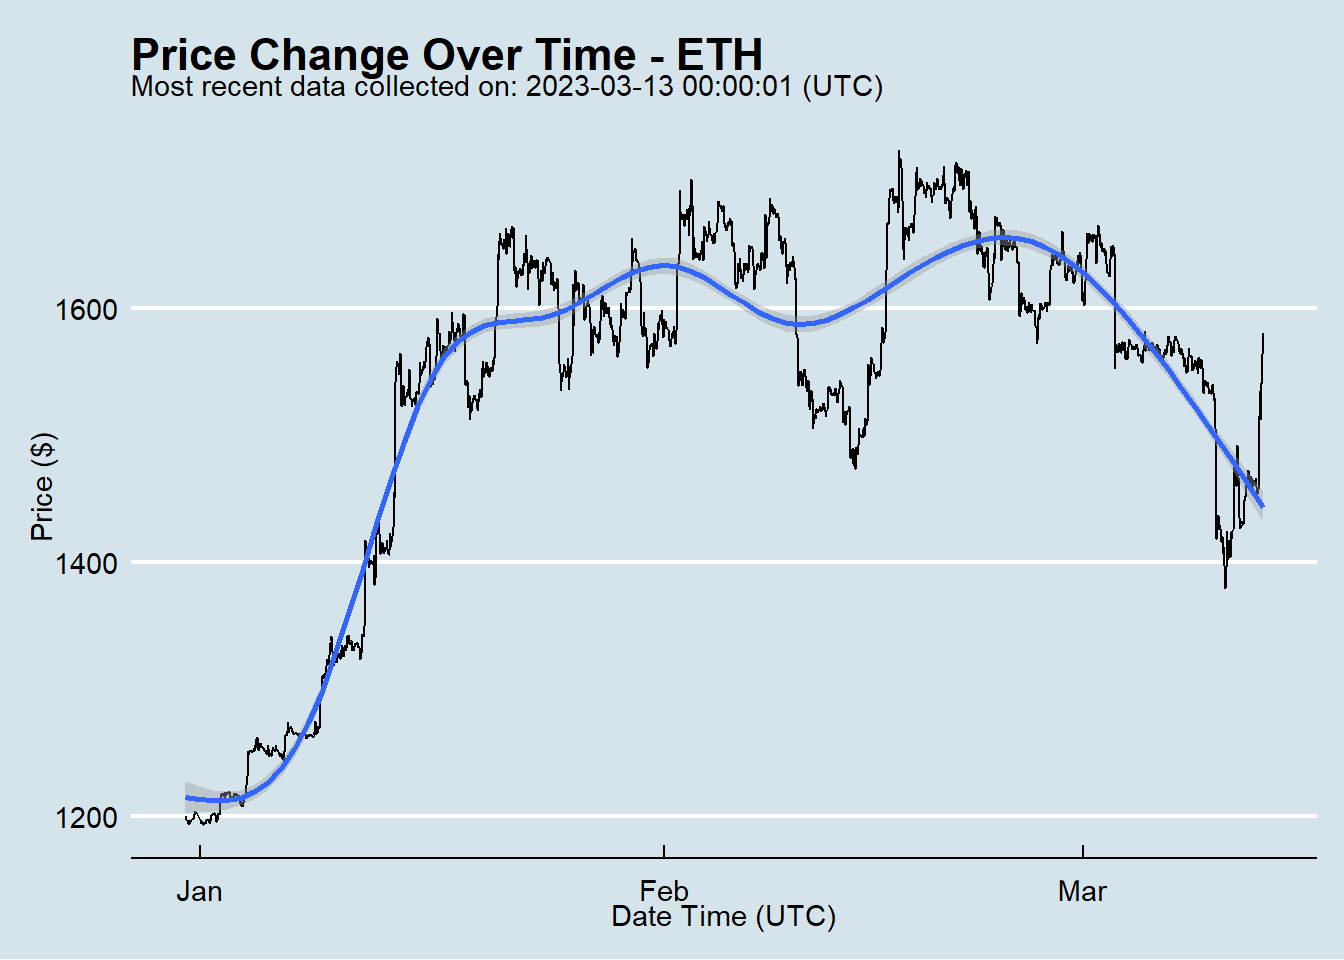 Price Change Over Time - ETH
Most recent data collected on: 2023-03-13 00:00:01 (UTC)
Price ($)
1600
1400
1200
Jan Feb Mar
Date Time (UTC)